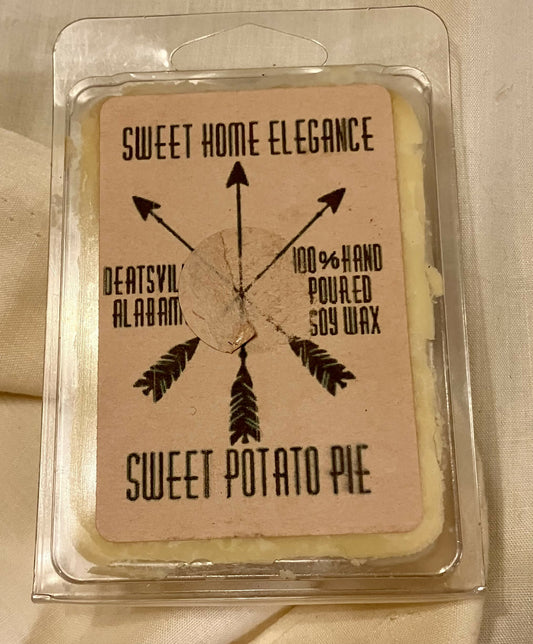 SWEET HOME ELEGANCE
DEATSVIL
ALABAM
100% HAND
POURED
SOY WAX
SWEET POTATO PIE